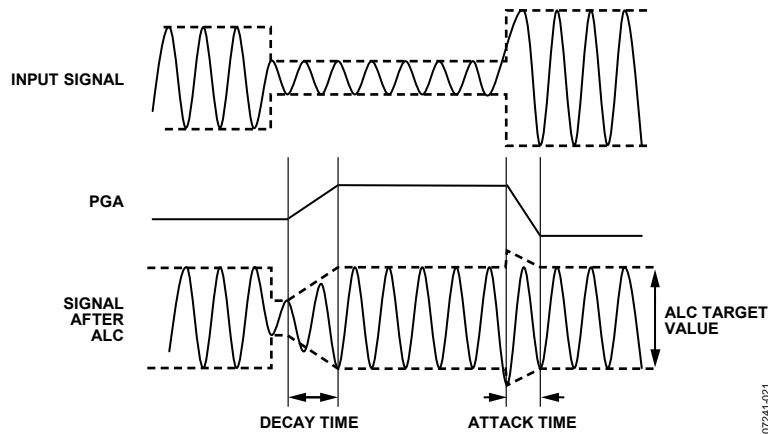 INPUT SIGNAL
PGA
SIGNAL
AFTER
ALC
ALC TARGET
VALUE
DECAY TIME
ATTACK TIME
07241-021